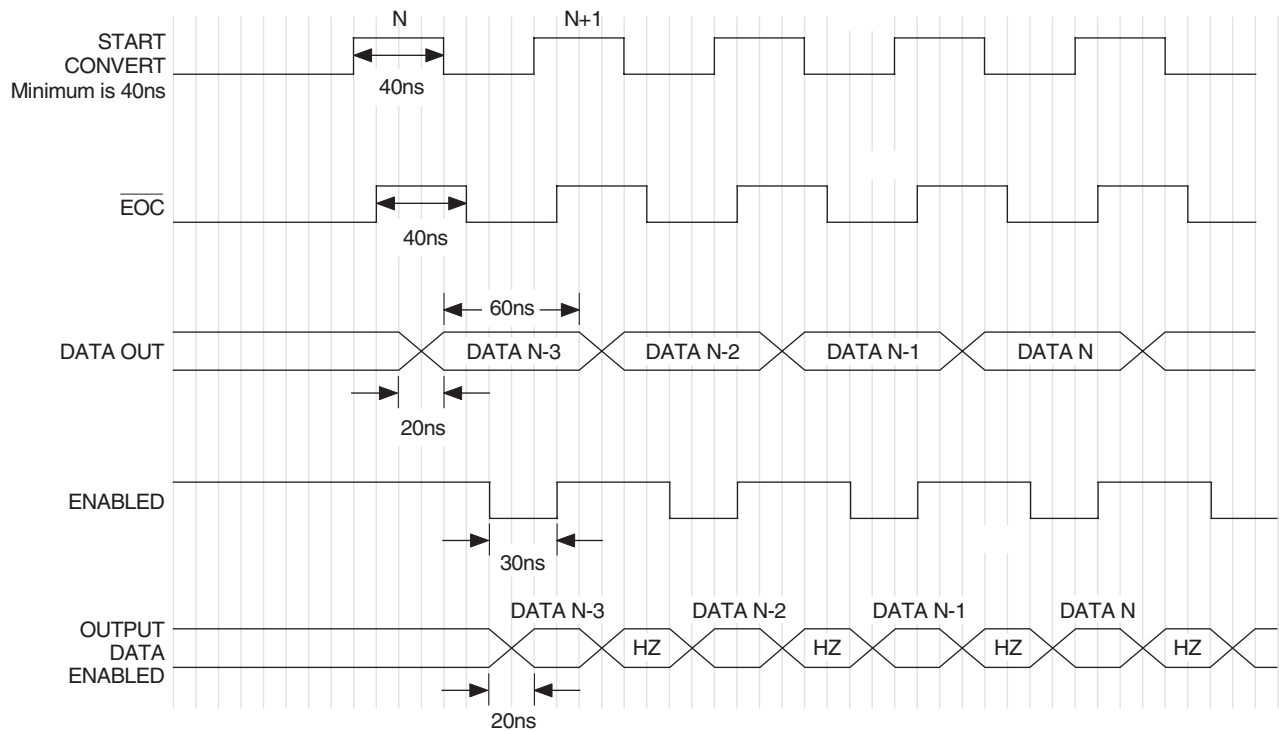 N
N+1
START
CONVERT
Minimum is 40ns
40ns
EOC
40ns
60ns
DATA OUT
DATA N-3
DATA N-2
DATA N-1
DATA N
20ns
ENABLED
30ns
DATA N-3
DATA N-2
DATA N-1
DATA N
OUTPUT
DATA
ENABLED
HZ
HZ
HZ
HZ
20ns